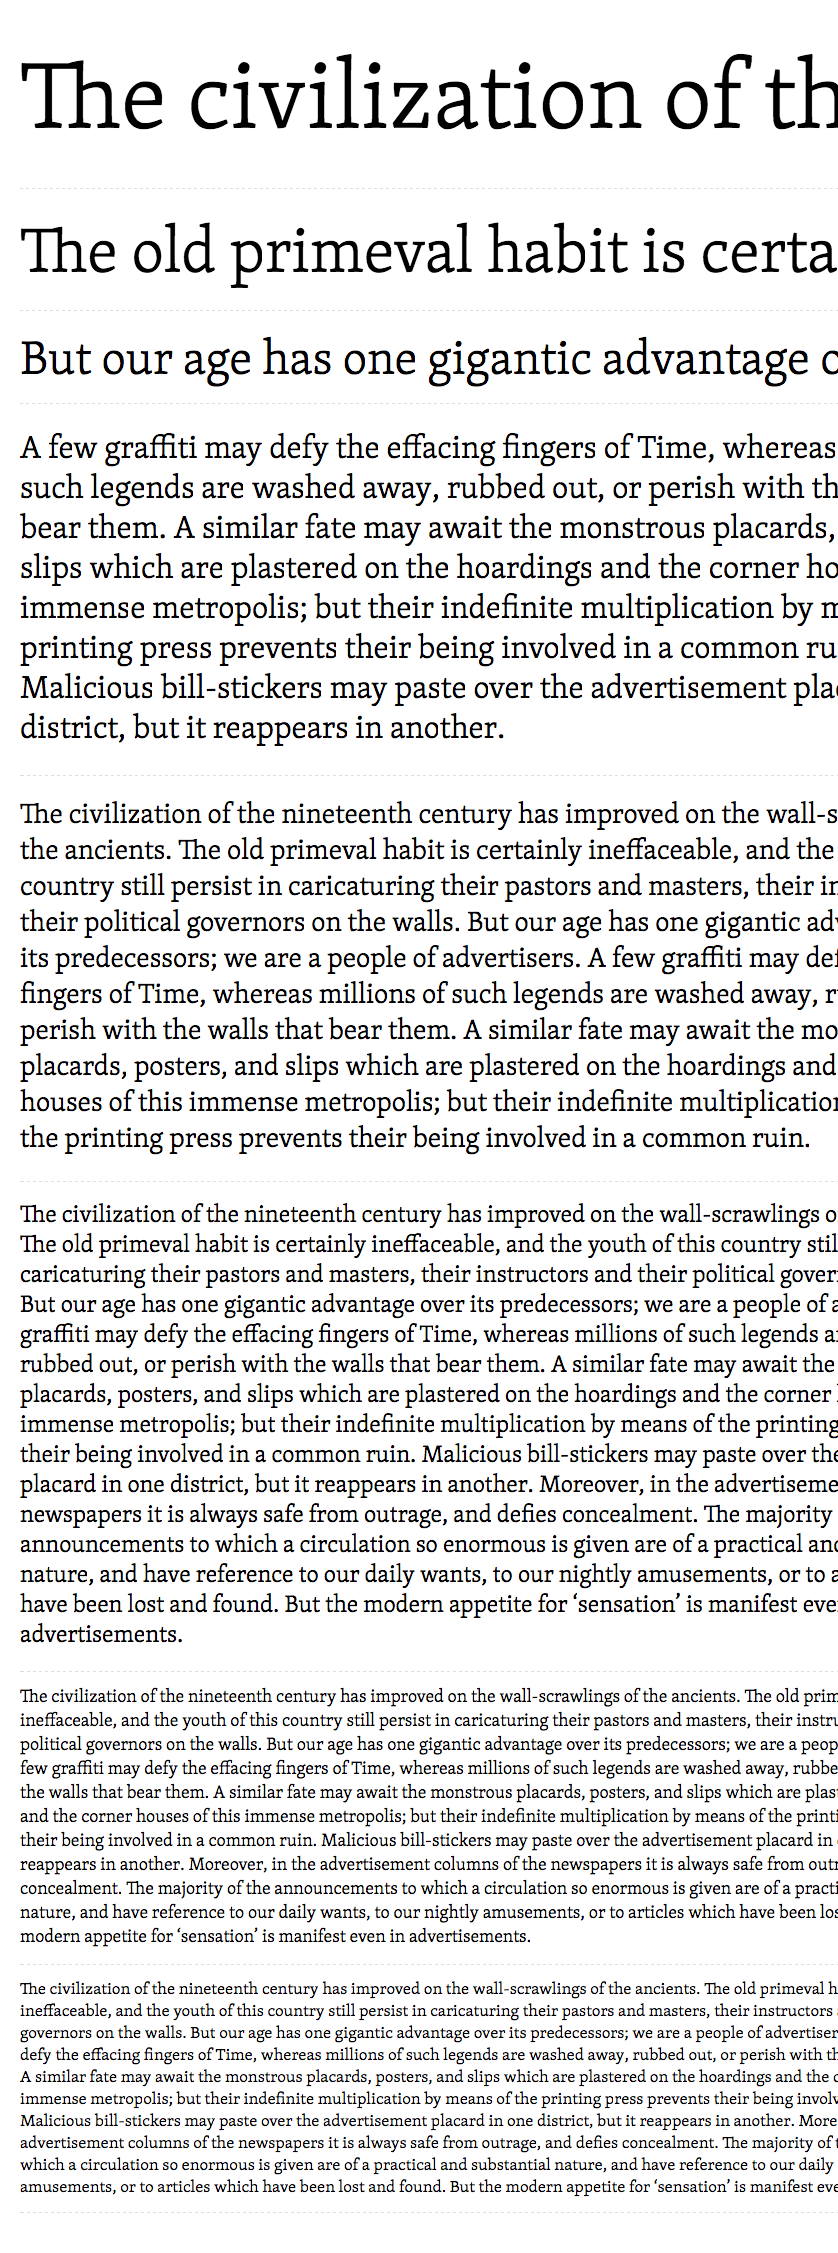 The civilization of th
The old primeval habit is certa
But our age has one gigantic advantage o
A few graffiti may defy the effacing fingers of Time, whereas
such legends are washed away, rubbed out, or perish with th
bear them. A similar fate may await the monstrous placards,
slips which are plastered on the hoardings and the corner ho
immense metropolis; but their indefinite multiplication by m
printing press prevents their being involved in a common ru
Malicious bill-stickers may paste over the advertisement plac
district, but it reappears in another.
The civilization of the nineteenth century has improved on the wall-s
the ancients. The old primeval habit is certainly ineffaceable, and the
country still persist in caricaturing their pastors and masters, their in
their political governors on the walls. But our age has one gigantic adv
its predecessors; we are a people of advertisers. A few graffiti may def
fingers of Time, whereas millions of such legends are washed away, r
perish with the walls that bear them. A similar fate may await the mo
placards, posters, and slips which are plastered on the hoardings and
houses of this immense metropolis; but their indefinite multiplication
the printing press prevents their being involved in a common ruin.
The civilization of the nineteenth century has improved on the wall-scrawlings o
The old primeval habit is certainly ineffaceable, and the youth of this country stil
caricaturing their pastors and masters, their instructors and their political gover
But our age has one gigantic advantage over its predecessors; we are a people of a
graffiti may defy the effacing fingers of Time, whereas millions of such legends a
rubbed out, or perish with the walls that bear them. A similar fate may await the
placards, posters, and slips which are plastered on the hoardings and the corner
immense metropolis; but their indefinite multiplication by means of the printing
their being involved in a common ruin. Malicious bill-stickers may paste over the
placard in one district, but it reappears in another. Moreover, in the advertiseme
newspapers it is always safe from outrage, and defies concealment. The majority
announcements to which a circulation so enormous is given are of a practical and
nature, and have reference to our daily wants, to our nightly amusements, or to a
have been lost and found. But the modern appetite for ‘sensation’ is manifest eve
advertisements.
The civilization of the nineteenth century has improved on the wall-scrawlings of the ancients. The old prim
ineffaceable, and the youth of this country still persist in caricaturing their pastors and masters, their instru
political governors on the walls. But our age has one gigantic advantage over its predecessors; we are a peop
few graffiti may defy the effacing fingers of Time, whereas millions of such legends are washed away, rubbe
the walls that bear them. A similar fate may await the monstrous placards, posters, and slips which are plas
and the corner houses of this immense metropolis; but their indefinite multiplication by means of the printi
their being involved in a common ruin. Malicious bill-stickers may paste over the advertisement placard in
reappears in another. Moreover, in the advertisement columns of the newspapers it is always safe from outr
concealment. The majority of the announcements to which a circulation so enormous is given are of a practi
nature, and have reference to our daily wants, to our nightly amusements, or to articles which have been los
modern appetite for ‘sensation’ is manifest even in advertisements.
The civilization of the nineteenth century has improved on the wall-scrawlings of the ancients. The old primeval h
ineffaceable, and the youth of this country still persist in caricaturing their pastors and masters, their instructors
governors on the walls. But our age has one gigantic advantage over its predecessors; we are a people of advertiser
defy the effacing fingers of Time, whereas millions of such legends are washed away, rubbed out, or perish with th
A similar fate may await the monstrous placards, posters, and slips which are plastered on the hoardings and the c
immense metropolis; but their indefinite multiplication by means of the printing press prevents their being involv
Malicious bill-stickers may paste over the advertisement placard in one district, but it reappears in another. More
advertisement columns of the newspapers it is always safe from outrage, and defies concealment. The majority of t
which a circulation so enormous is given are of a practical and substantial nature, and have reference to our daily
amusements, or to articles which have been lost and found. But the modern appetite for ‘sensation’ is manifest eve